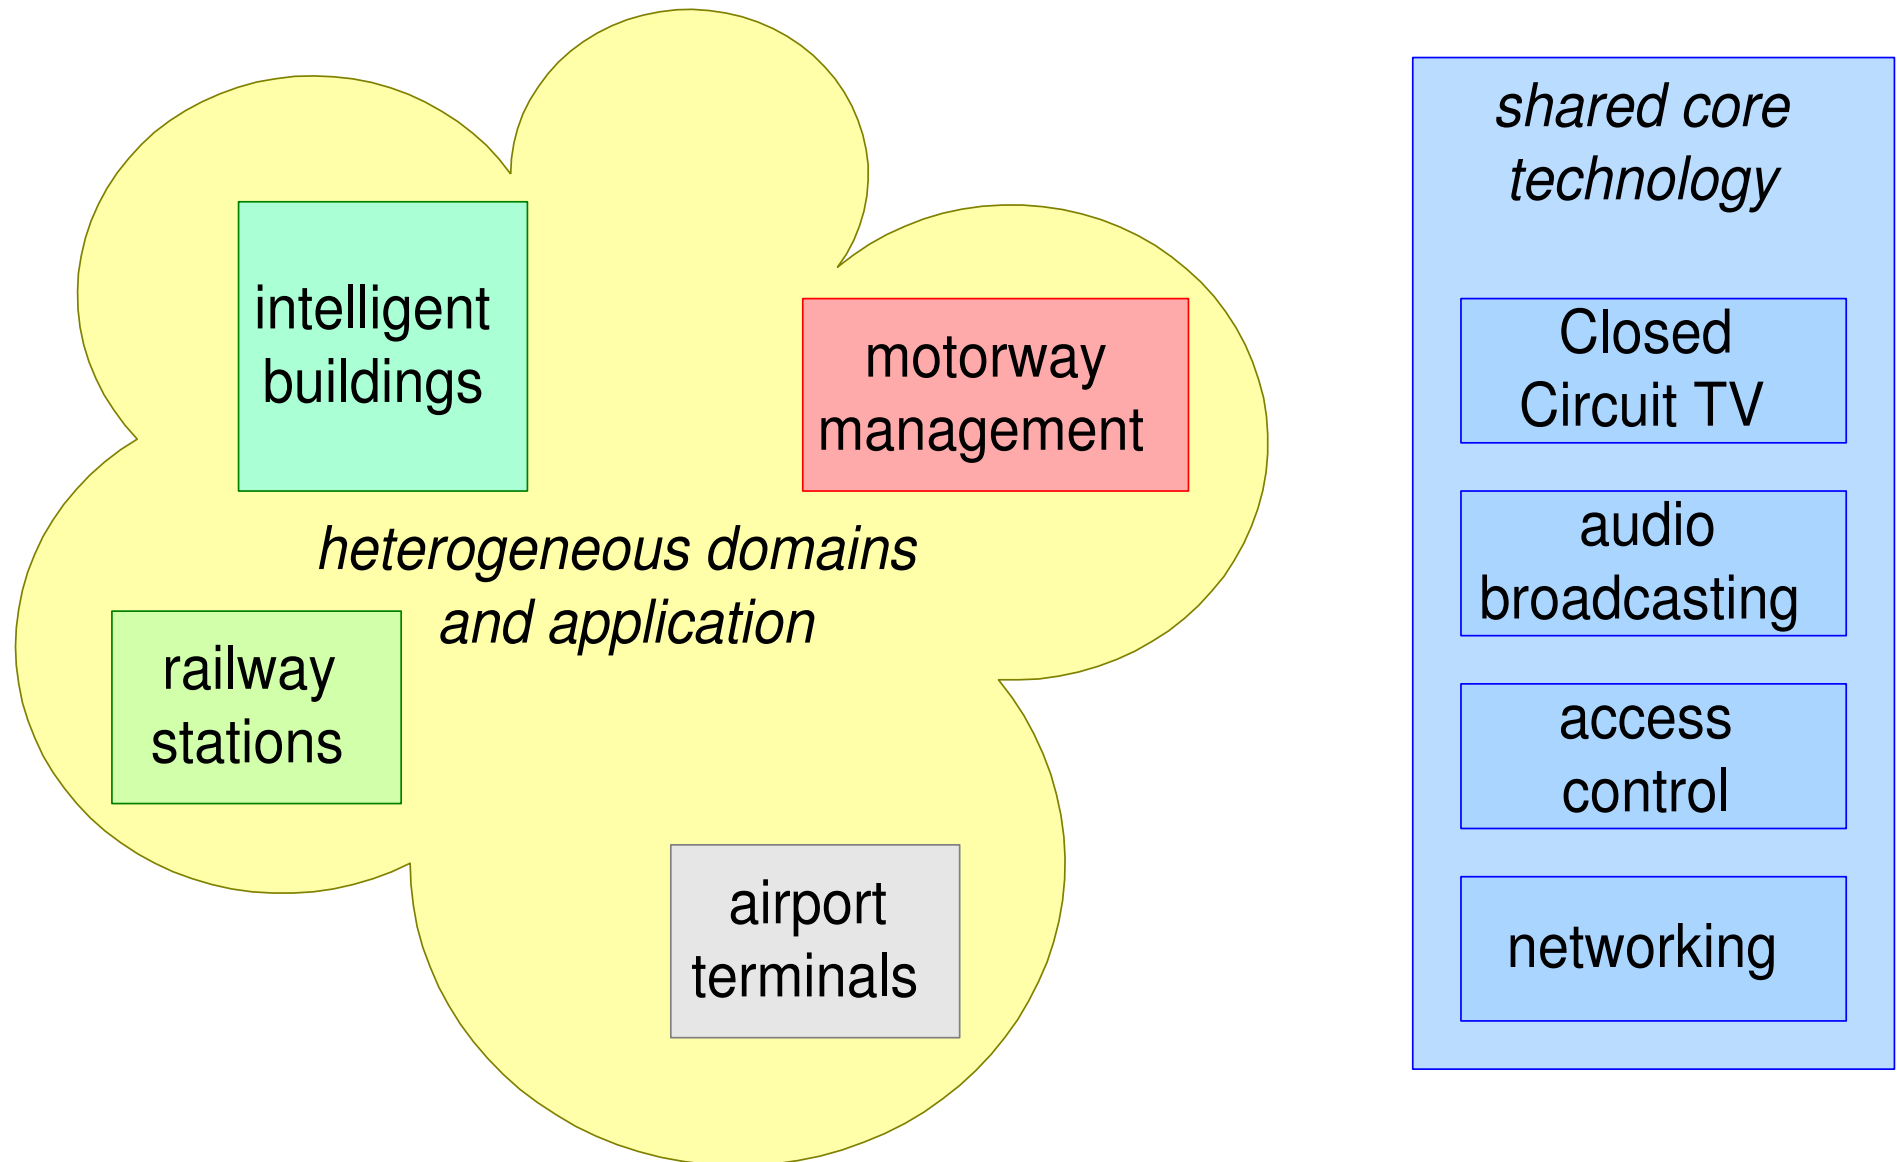 intelligent
buildings
motorway
management
heterogeneous domains
and application
railway
stations
airport
terminals
shared core
technology
Closed
Circuit TV
audio
broadcasting
access
control
networking